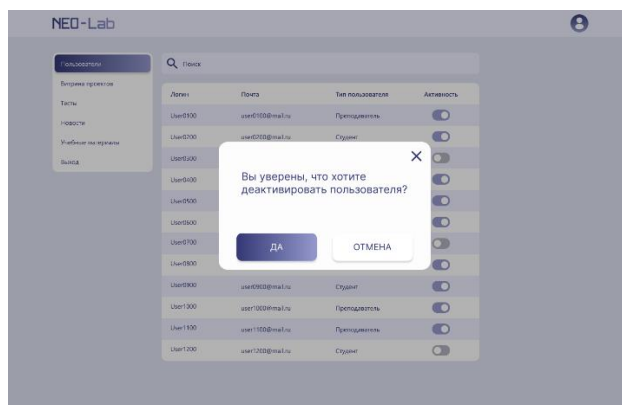 NEO-Lab
Пользователи
Поиск
Витрина проектов
Тесты
Новости
Учебные материалы
Выход
Логин Почта Тип пользователя Активность
User0100 user0100@mail.ru Преподаватель
User0200 user0200@mail.ru Студент
User0300
User0400
User0500
User0600
User0700
User0800
User0900 user0900@mail.ru Студент
User1000 user1000@mail.ru Преподаватель
User1100 user1100@mail.ru Преподаватель
User1200 user1200@mail.ru Студент
Вы уверены, что хотите
деактивировать пользователя?
ДА ОТМЕНА